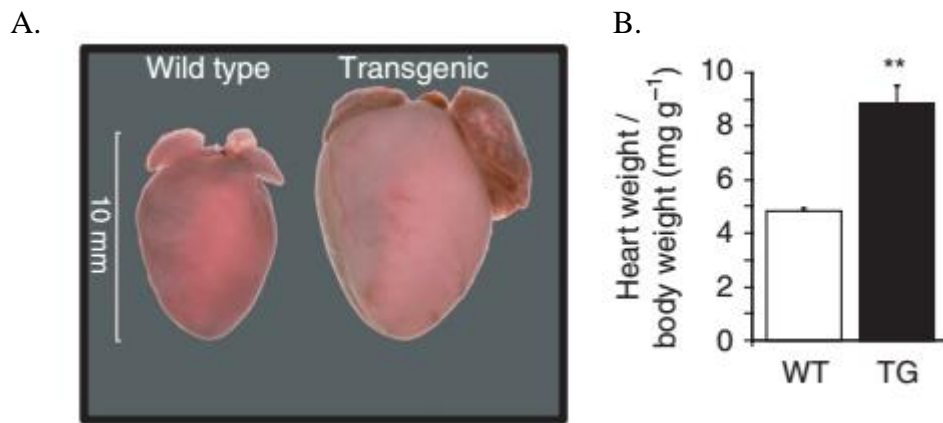 A.
Wild type Transgenic
10 mm
B.
Heart weight /
body weight (mg g⁻¹)
10
8
6
4
2
0
**
WT TG